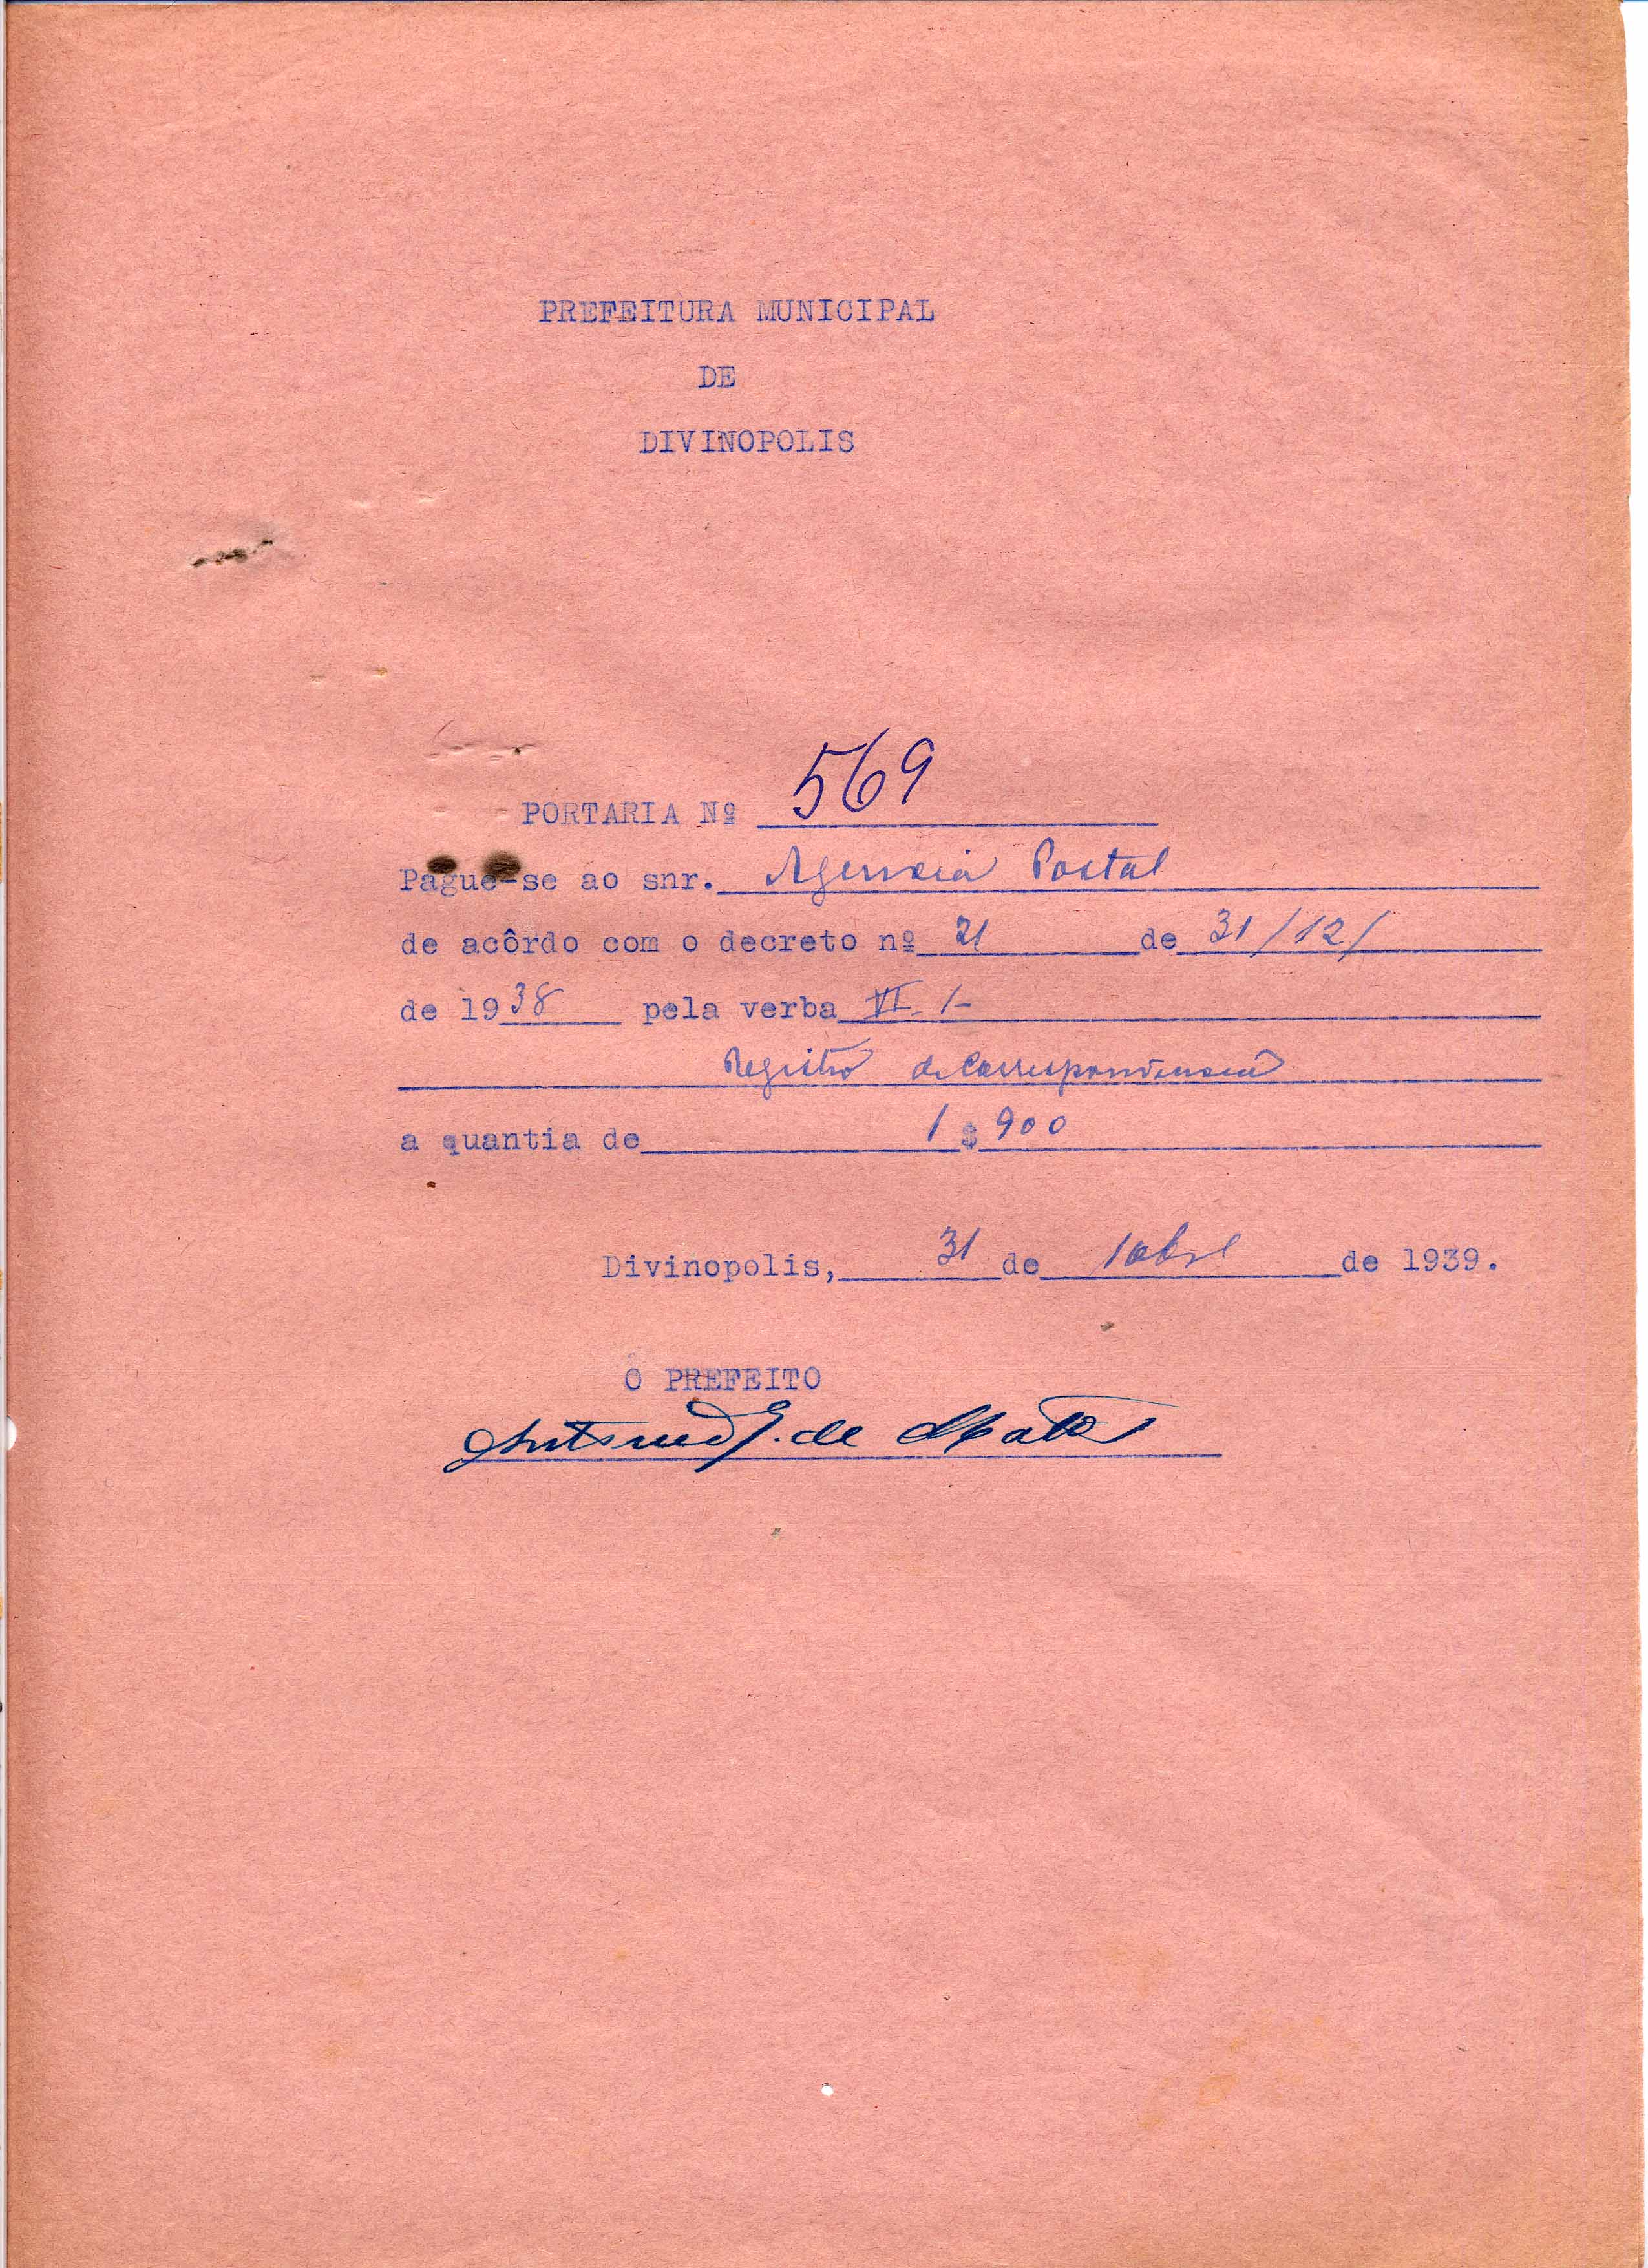 PREFEITURA MUNICIPAL
DE
DIVINOPOLIS
PORTARIA Nº 569
Pague-se ao snr. Agencia Postal
de acôrdo com o decreto nº 21 de 31/12/
de 1938 pela verba VI-1-
Registro de Correspondencia
a quantia de 1$900
Divinopolis, 31 de de 1939.
O PREFEITO
de Matos